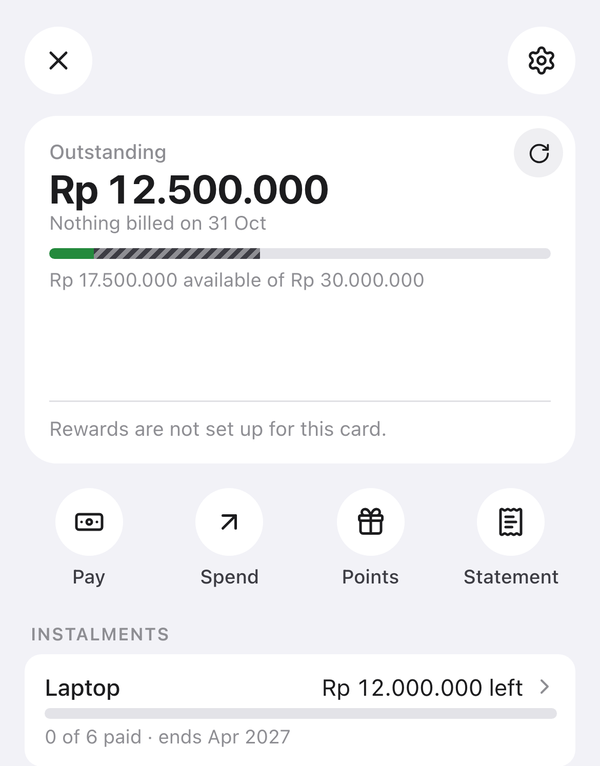 Outstanding
Rp 12.500.000
Nothing billed on 31 Oct
Rp 17.500.000 available of Rp 30.000.000
Rewards are not set up for this card.
Pay
Spend
Points
Statement
INSTALMENTS
Laptop
Rp 12.000.000 left
0 of 6 paid · ends Apr 2027